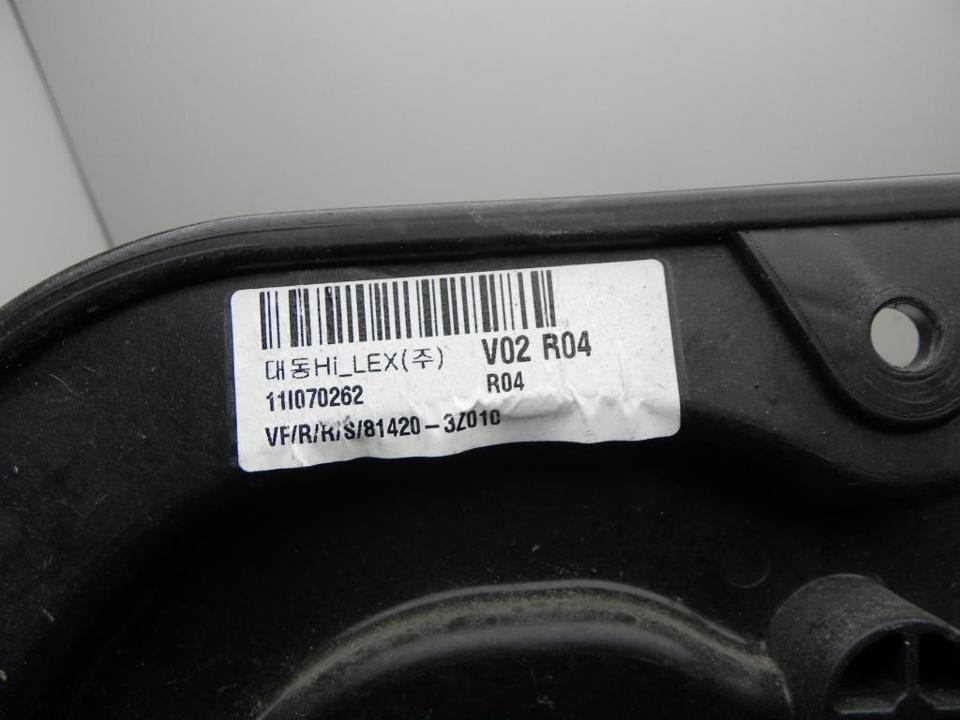 대동Hi_LEX(주) V02 R04
11I070262 R04
VF/R/R/S/81420-3Z010